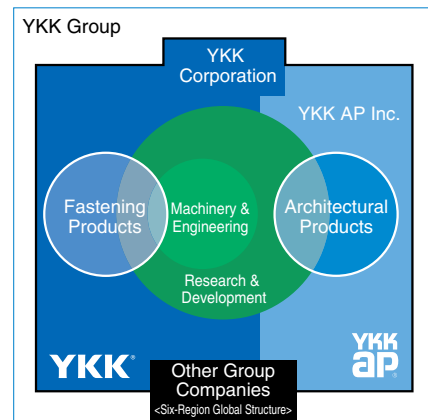 YKK Group
YKK
Corporation
YKK AP Inc.
Fastening
Products
Machinery &
Engineering
Architectural
Products
Research &
Development
YKK®
YKK
ap®
Other Group
Companies
<Six-Region Global Structure>